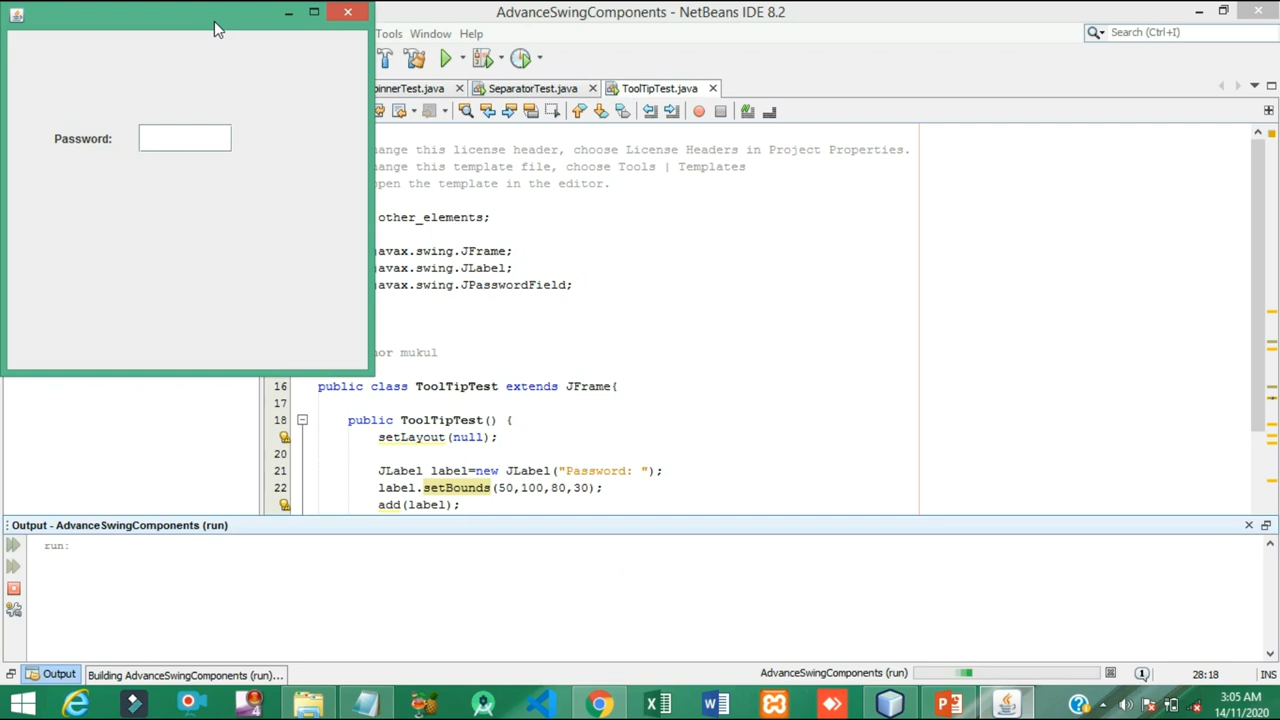 AdvanceSwingComponents - NetBeans IDE 8.2
Tools Window Help
Search (Ctrl+I)
pinnerTest.java
SeparatorTest.java
ToolTipTest.java
Password:
ange this license header, choose License Headers in Project Properties.
ange this template file, choose Tools | Templates
open the template in the editor.
other_elements;
avax.swing.JFrame;
avax.swing.JLabel;
avax.swing.JPasswordField;
or mukul
16 public class ToolTipTest extends JFrame{
17
18 public ToolTipTest() {
setLayout(null);
20
21 JLabel label=new JLabel("Password: ");
22 label.setBounds(50,100,80,30);
add(label);
Output - AdvanceSwingComponents (run)
run:
Output
Building AdvanceSwingComponents (run)...
AdvanceSwingComponents (run)
1
28:18
INS
3:05 AM
14/11/2020